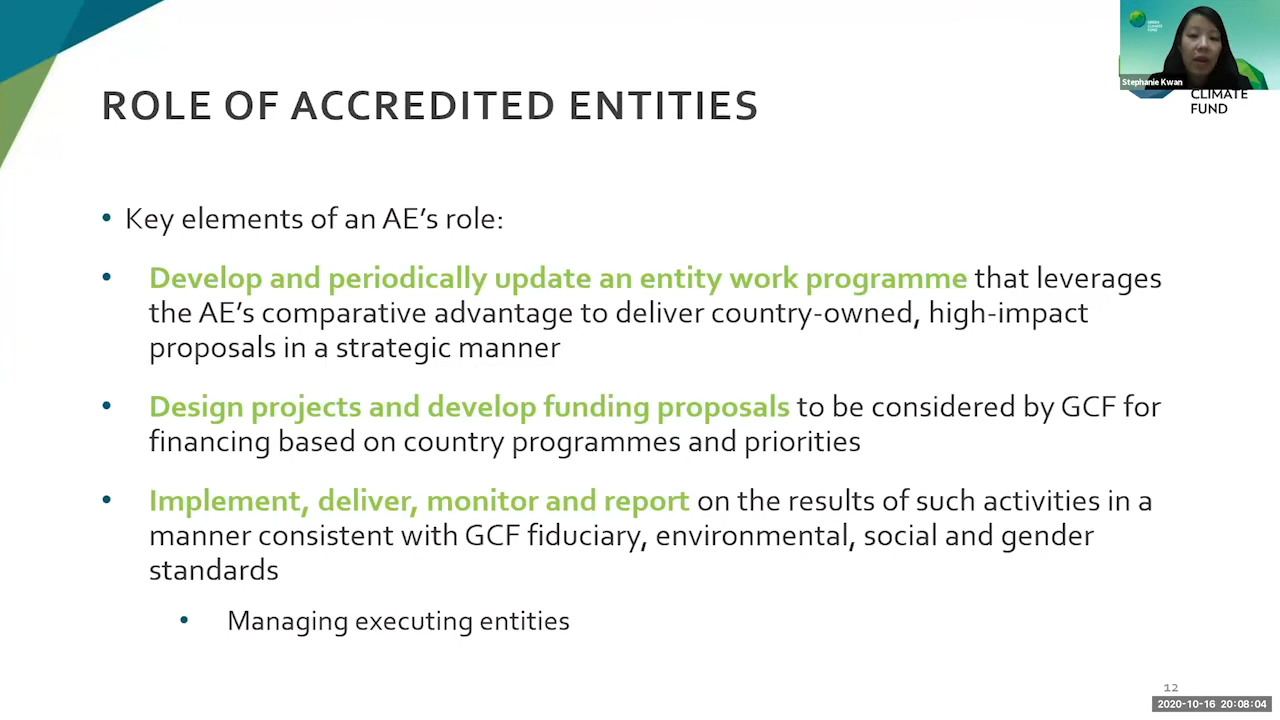 GREEN
CLIMATE
FUND
Stephanie Kwan
CLIMATE
FUND
ROLE OF ACCREDITED ENTITIES
• Key elements of an AE’s role:
• Develop and periodically update an entity work programme that leverages
the AE’s comparative advantage to deliver country-owned, high-impact
proposals in a strategic manner
• Design projects and develop funding proposals to be considered by GCF for
financing based on country programmes and priorities
• Implement, deliver, monitor and report on the results of such activities in a
manner consistent with GCF fiduciary, environmental, social and gender
standards
• Managing executing entities
12
2020-10-16 20:08:04